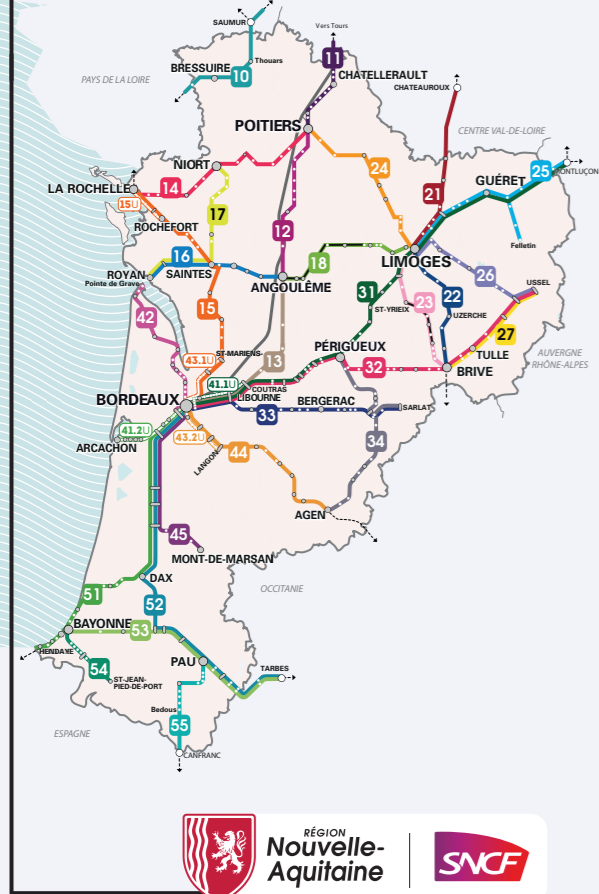 SAUMUR
Vers Tours
11
BRESSUIRE
Thouars
10
CHATELLERAULT
PAYS DE LA LOIRE
CHATEAUROUX
POITIERS
CENTRE VAL-DE-LOIRE
NIORT
24
25
MONTLUÇON
LA ROCHELLE
14
GUÉRET
21
15U
17
ROCHEFORT
12
Felletin
16
18
LIMOGES
ROYAN
Pointe de Grave
SAINTES
ANGOULÊME
26
USSEL
31
23
22
42
15
ST-YRIEIX
UZERCHE
27
43.1U
ST-MARIENS
13
PÉRIGUEUX
TULLE
AUVERGNE
RHÔNE-ALPES
32
BRIVE
41.1U
COUTRAS
LIBOURNE
BORDEAUX
33
BERGERAC
SARLAT
41.2U
43.2U
ARCACHON
34
44
LANGON
AGEN
45
MONT-DE-MARSAN
DAX
OCCITANIE
51
52
BAYONNE
53
HENDAYE
PAU
TARBES
54
ST-JEAN-
PIED-DE-PORT
Bedous
55
ESPAGNE
CANFRANC
RÉGION
Nouvelle-
Aquitaine
SNCF